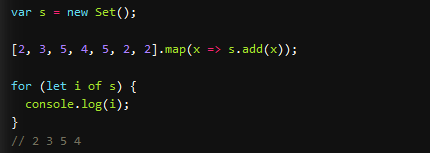 var s = new Set();
[2, 3, 5, 4, 5, 2, 2].map(x => s.add(x));
for (let i of s) {
  console.log(i);
}
// 2 3 5 4